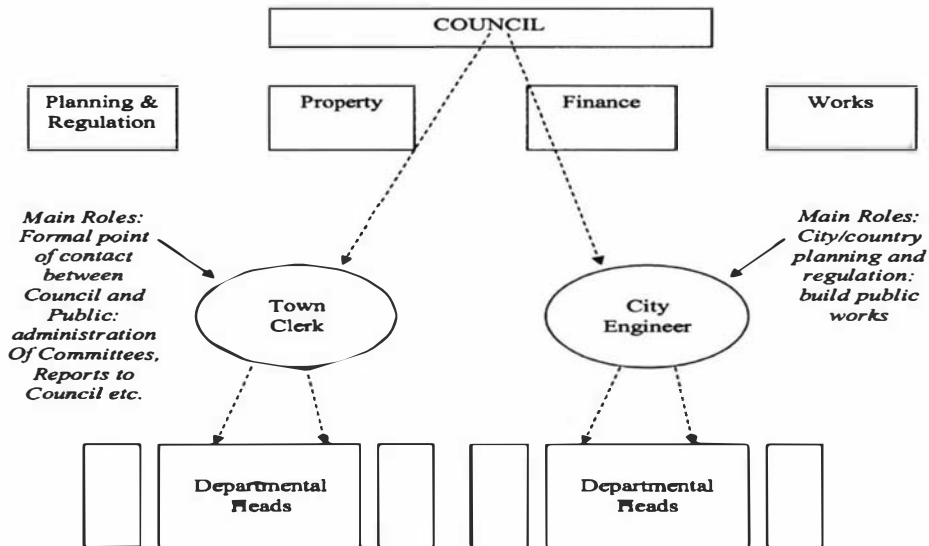 COUNCIL
Planning &
Regulation
Property
Finance
Works
Main Roles:
Formal point
of contact
between
Council and
Public:
administration
Of Committees,
Reports to
Council etc.
Main Roles:
City/country
planning and
regulation:
build public
works
Town
Clerk
City
Engineer
Departmental
Heads
Departmental
Heads